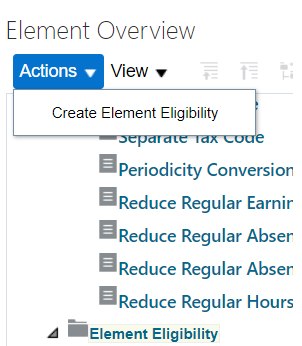 Element Overview
Actions View
Create Element Eligibility
Separate Tax Code
Periodicity Conversion
Reduce Regular Earnin
Reduce Regular Absen
Reduce Regular Absen
Reduce Regular Hours
Element Eligibility